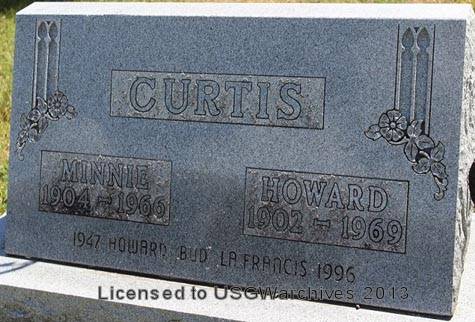 CURTIS
MINNIE
1904 - 1966
HOWARD
1902 - 1969
1947 HOWARD "BUD" LA FRANCIS 1996
Licensed to USGWarchives 2013